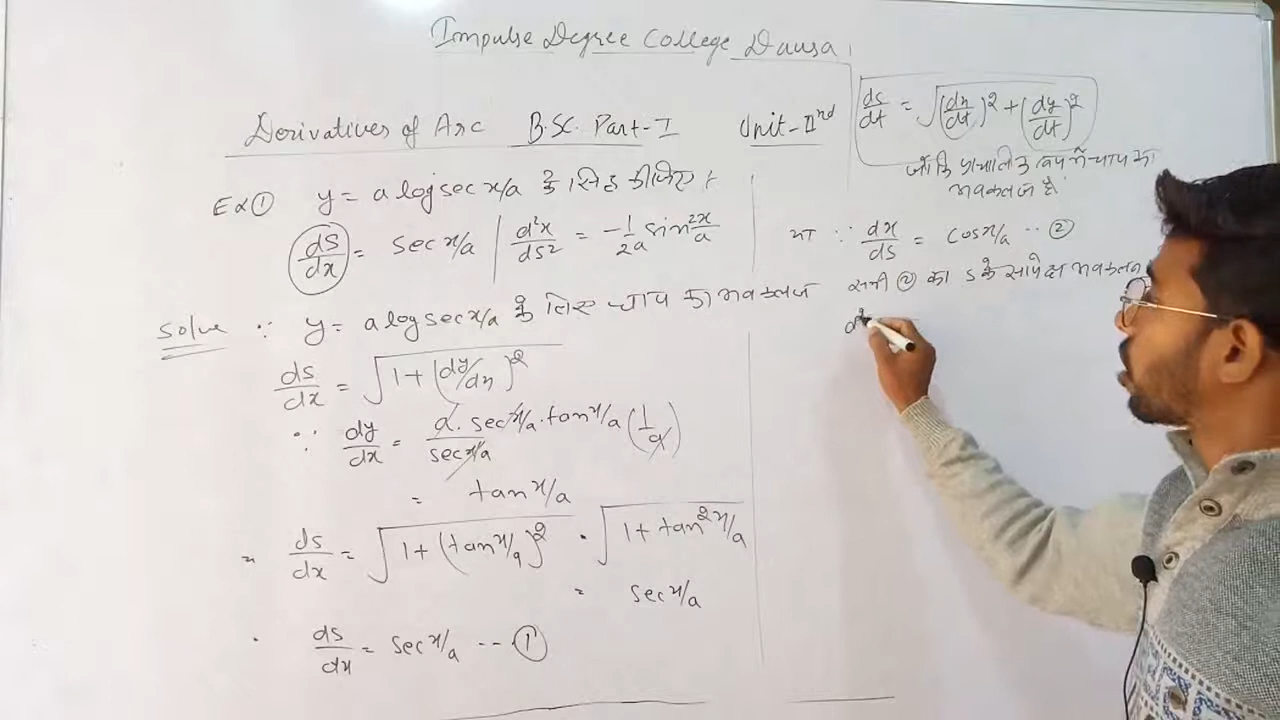 Impulse Degree College Dausa
Derivatives of Arc B.SC. Part-I Unit-IInd
Ex① y = a log sec x/a के सिद्ध कीजिए।
ds/dx = sec x/a | d²x/ds² = -1/2a sin 2x/a
Solve ∵ y = a log sec x/a के लिए चाप का अवकलज
ds/dx = √(1+(dy/dx)²)
∵ dy/dx = a. sec x/a . tan x/a (1/a) / sec x/a
= tan x/a
= ds/dx = √(1+(tan x/a)²) = √(1+tan² x/a)
= sec x/a
ds/dx = sec x/a --- ①
ds/dt = √((dx/dt)² + (dy/dt)²)
जो कि प्राचालिक रूप में चाप का
अवकलज है
या ∵ dx/ds = cos x/a -- ②
समी ② का s के सापेक्ष अवकलन
d²